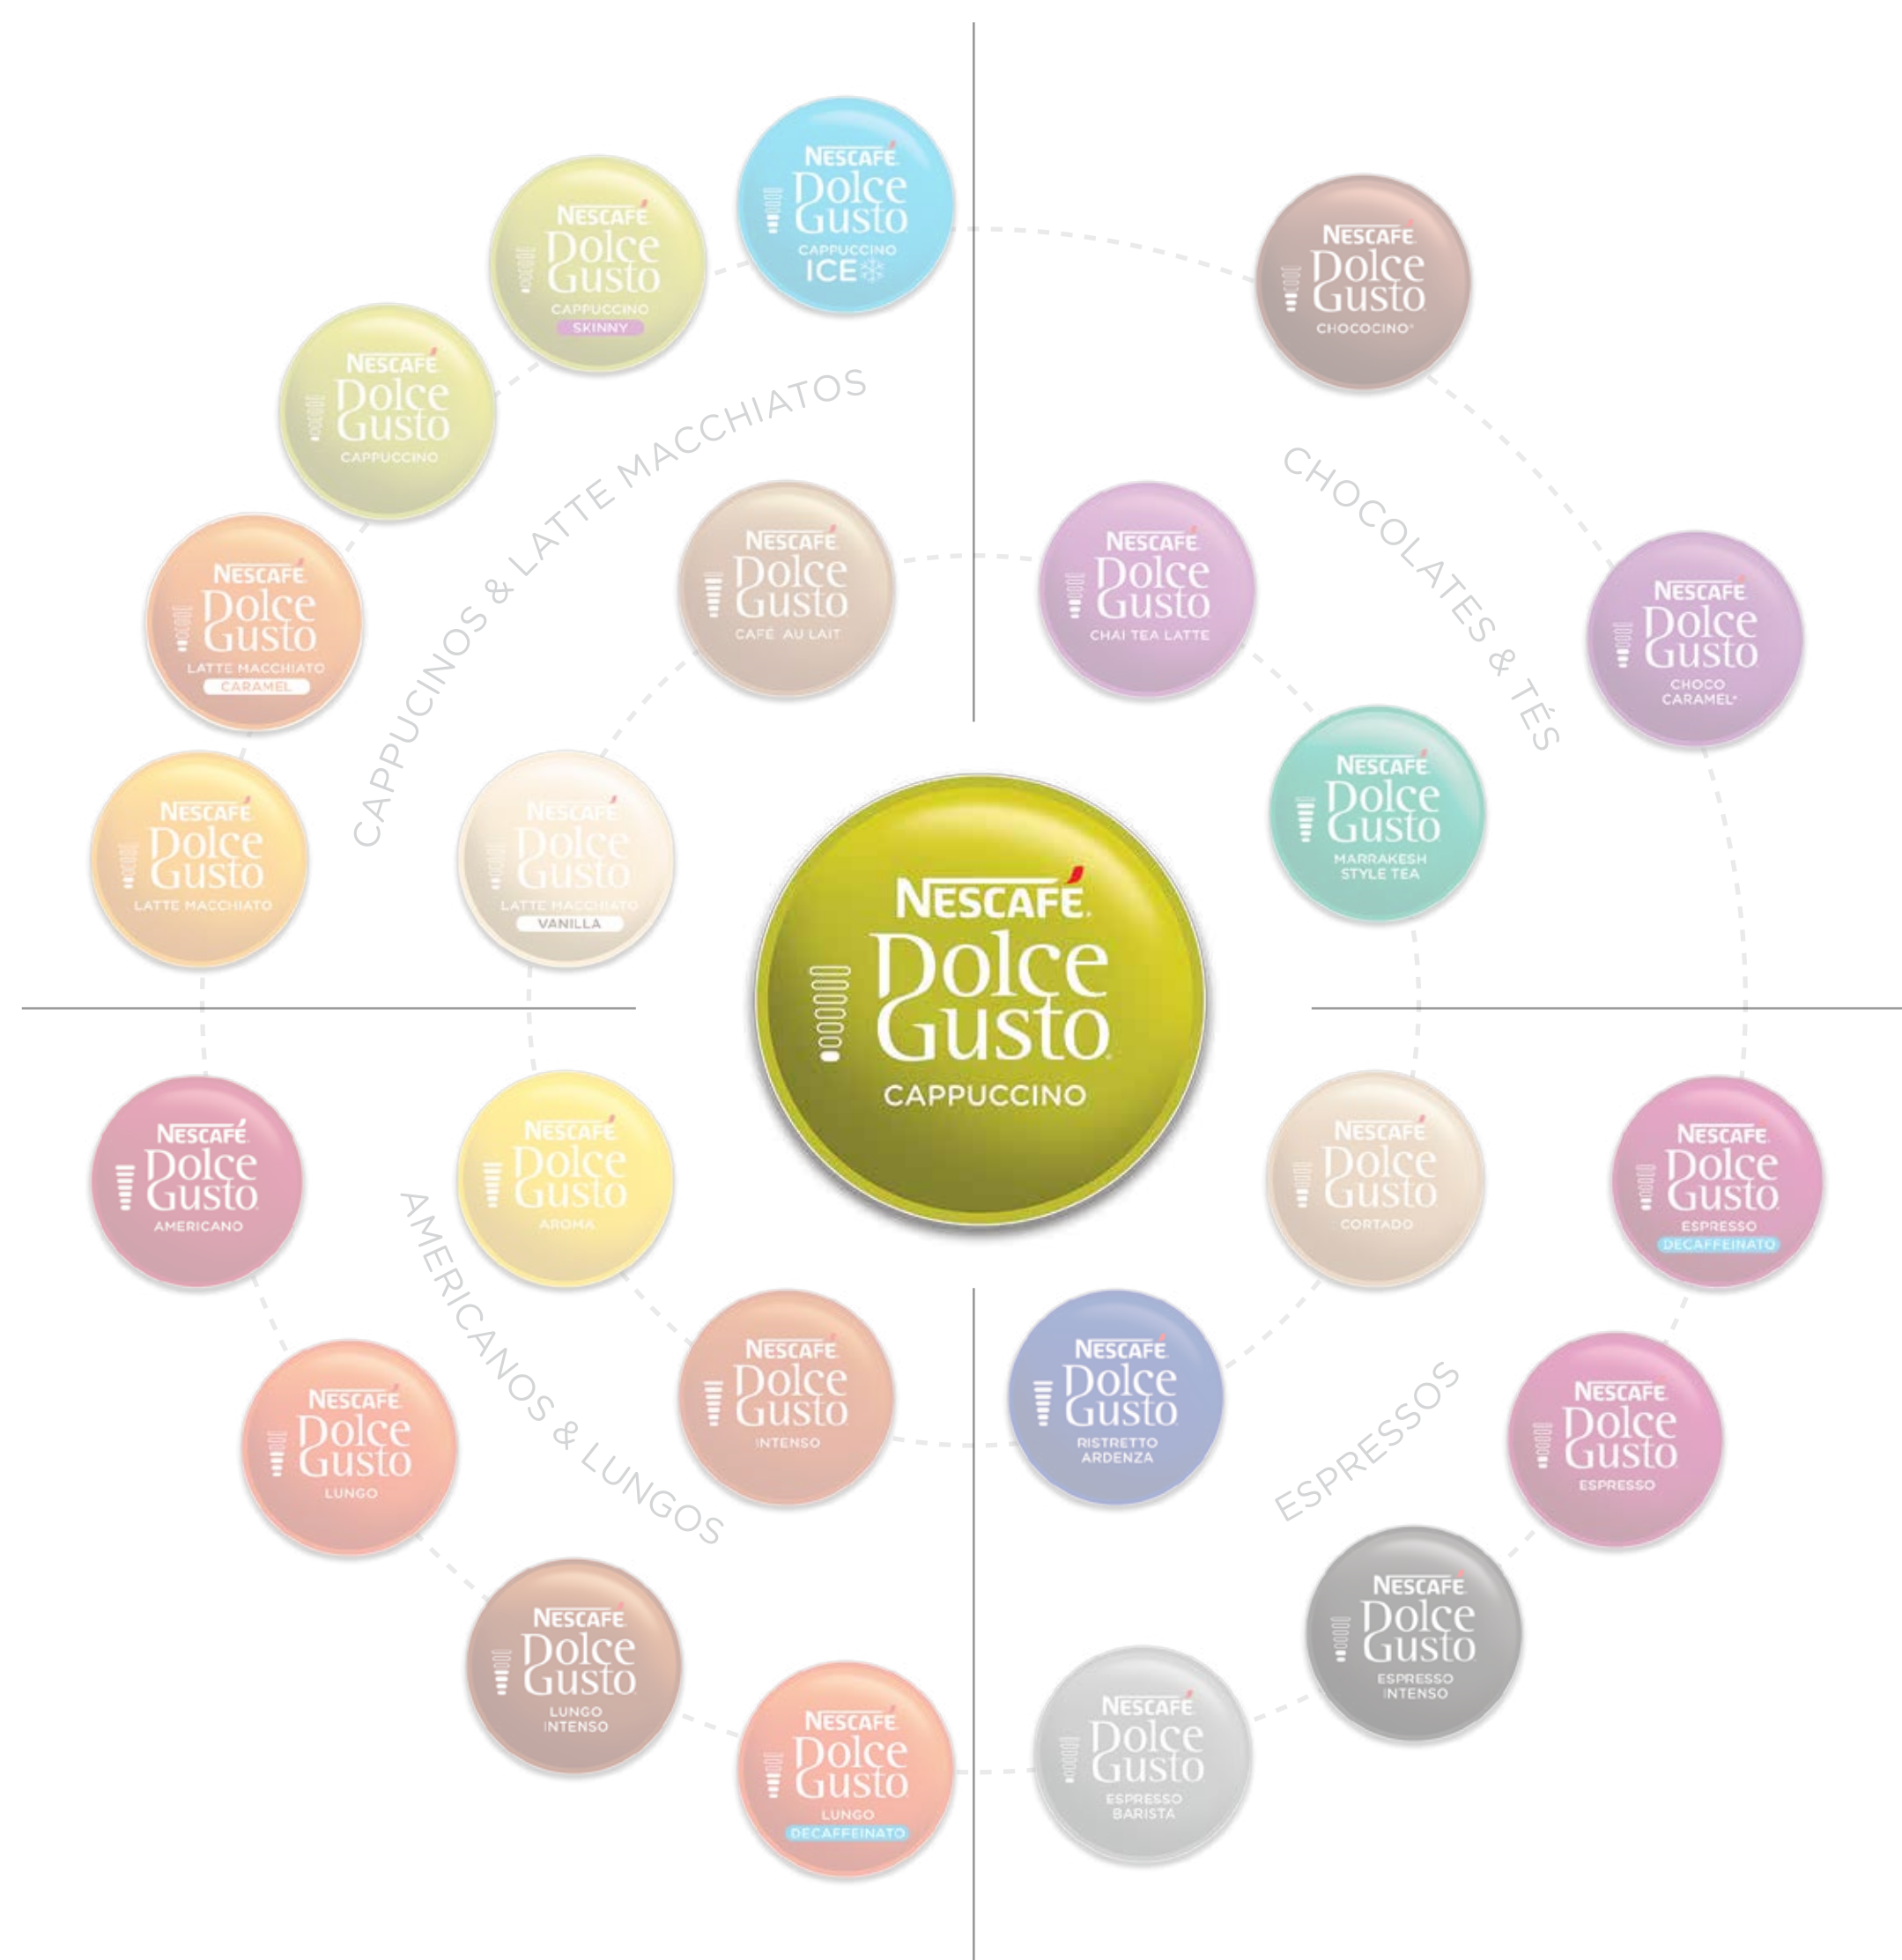 NESCAFÉ
Dolce
Gusto
CAPPUCCINO
ICE
NESCAFÉ
Dolce
Gusto
CAPPUCCINO
SKINNY
NESCAFÉ
Dolce
Gusto
CAPPUCCINO
NESCAFÉ
Dolce
Gusto
LATTE MACCHIATO
CARAMEL
NESCAFÉ
Dolce
Gusto
LATTE MACCHIATO
CAPPUCINOS & LATTE MACCHIATOS
NESCAFÉ
Dolce
Gusto
CAFÉ AU LAIT
NESCAFÉ
Dolce
Gusto
LATTE MACCHIATO
VANILLA
NESCAFÉ
Dolce
Gusto
CHOCOCINO*
NESCAFÉ
Dolce
Gusto
CHOCO
CARAMEL*
CHOCOLATES & TÉS
NESCAFÉ
Dolce
Gusto
CHAI TEA LATTE
NESCAFÉ
Dolce
Gusto
MARRAKESH
STYLE TEA
NESCAFÉ
Dolce
Gusto
CAPPUCCINO
NESCAFÉ
Dolce
Gusto
AMERICANO
NESCAFÉ
Dolce
Gusto
AROMA
AMERICANOS & LUNGOS
NESCAFÉ
Dolce
Gusto
INTENSO
NESCAFÉ
Dolce
Gusto
LUNGO
NESCAFÉ
Dolce
Gusto
LUNGO
INTENSO
NESCAFÉ
Dolce
Gusto
LUNGO
DECAFFEINATO
NESCAFÉ
Dolce
Gusto
CORTADO
NESCAFÉ
Dolce
Gusto
ESPRESSO
DECAFFEINATO
NESCAFÉ
Dolce
Gusto
RISTRETTO
ARDENZA
ESPRESSOS
NESCAFÉ
Dolce
Gusto
ESPRESSO
NESCAFÉ
Dolce
Gusto
ESPRESSO
INTENSO
NESCAFÉ
Dolce
Gusto
ESPRESSO
BARISTA